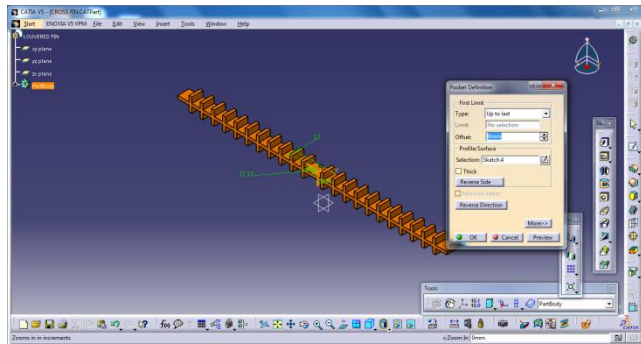 CATIA V5 - [CROSS FIN.CATPart]
Start ENOVIA V5 VPM File Edit View Insert Tools Window Help
LOUVERED FIN
xy plane
yz plane
zx plane
PartBody
Pocket Definition
First Limit
Type: Up to last
Limit: No selection
Offset: 0mm
Profile/Surface
Selection: Sketch.4
Thick
Reverse Side
Mirrored extent
Reverse Direction
More>>
OK Cancel Preview
Tools
PartBody
Zooms in in increments
c:Zoom In 0mm